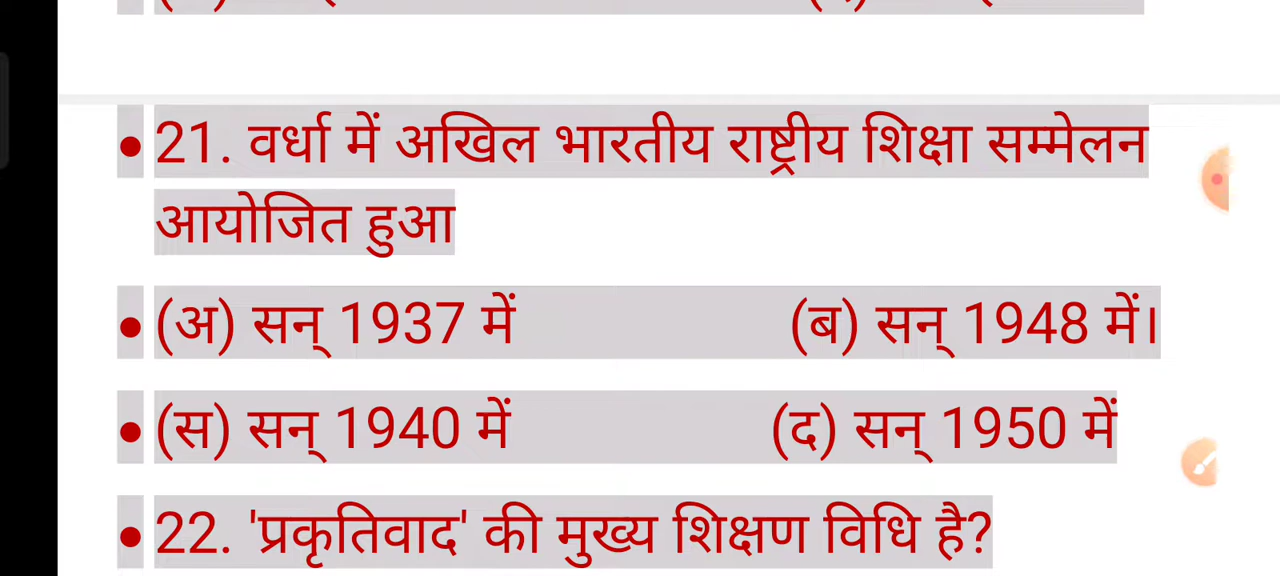 • 21. वर्धा में अखिल भारतीय राष्ट्रीय शिक्षा सम्मेलन
आयोजित हुआ
• (अ) सन् 1937 में (ब) सन् 1948 में।
• (स) सन् 1940 में (द) सन् 1950 में
• 22. 'प्रकृतिवाद' की मुख्य शिक्षण विधि है?